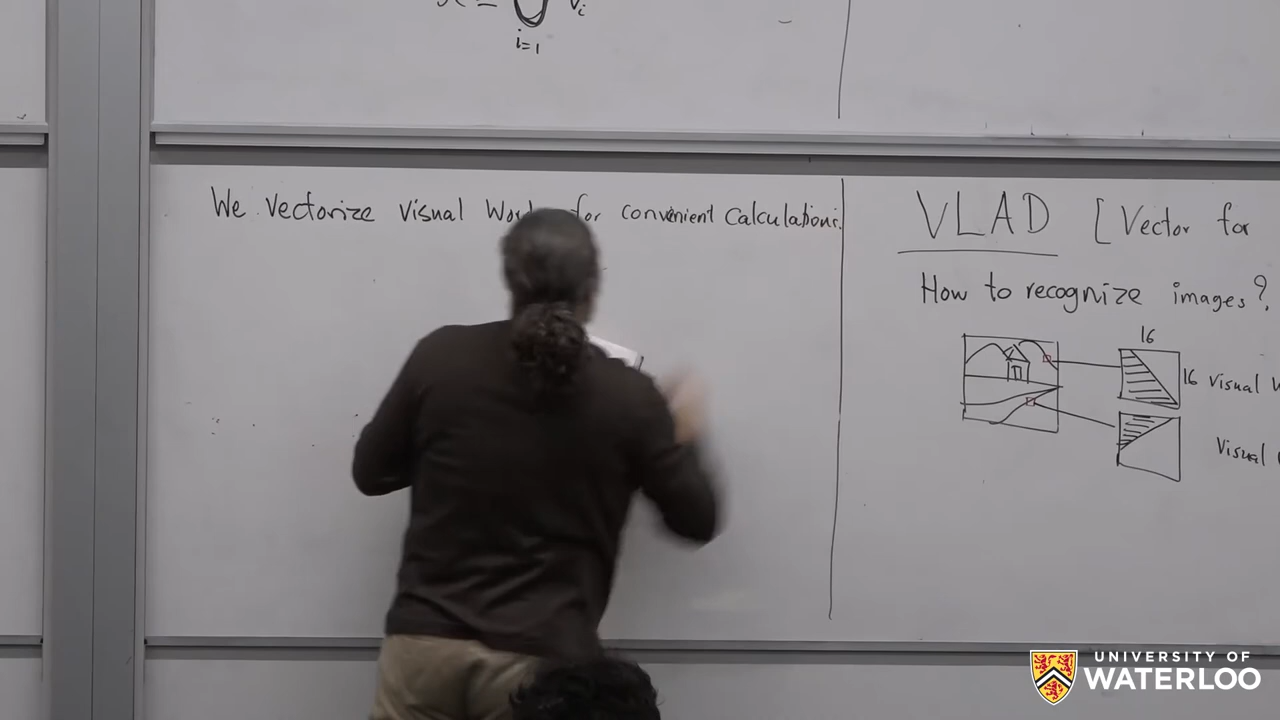 i=1
We Vectorize Visual for convenient Calculations.
VLAD [Vector for
How to recognize images?
16
16 Visual
Visual
UNIVERSITY OF
WATERLOO